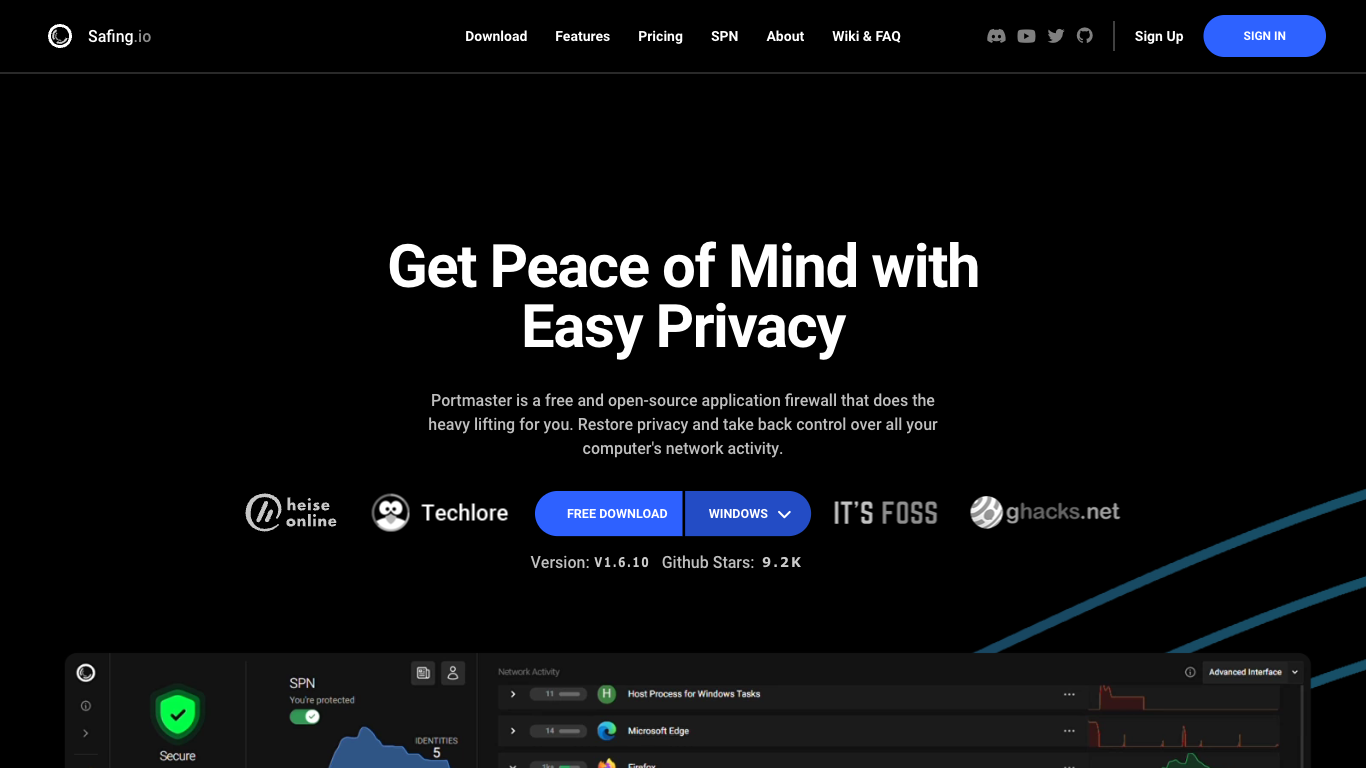 Safing.io
Download
Features
Pricing
SPN
About
Wiki & FAQ
Sign Up
SIGN IN
Get Peace of Mind with
Easy Privacy
Portmaster is a free and open-source application firewall that does the
heavy lifting for you. Restore privacy and take back control over all your
computer's network activity.
heise
online
Techlore
FREE DOWNLOAD
WINDOWS
IT'S FOSS
ghacks.net
Version: V1.6.10 Github Stars: 9.2K
SPN
You're protected
IDENTITIES
5
Secure
Network Activity
Advanced Interface
11
H
Host Process for Windows Tasks
14
Microsoft Edge
Firefox